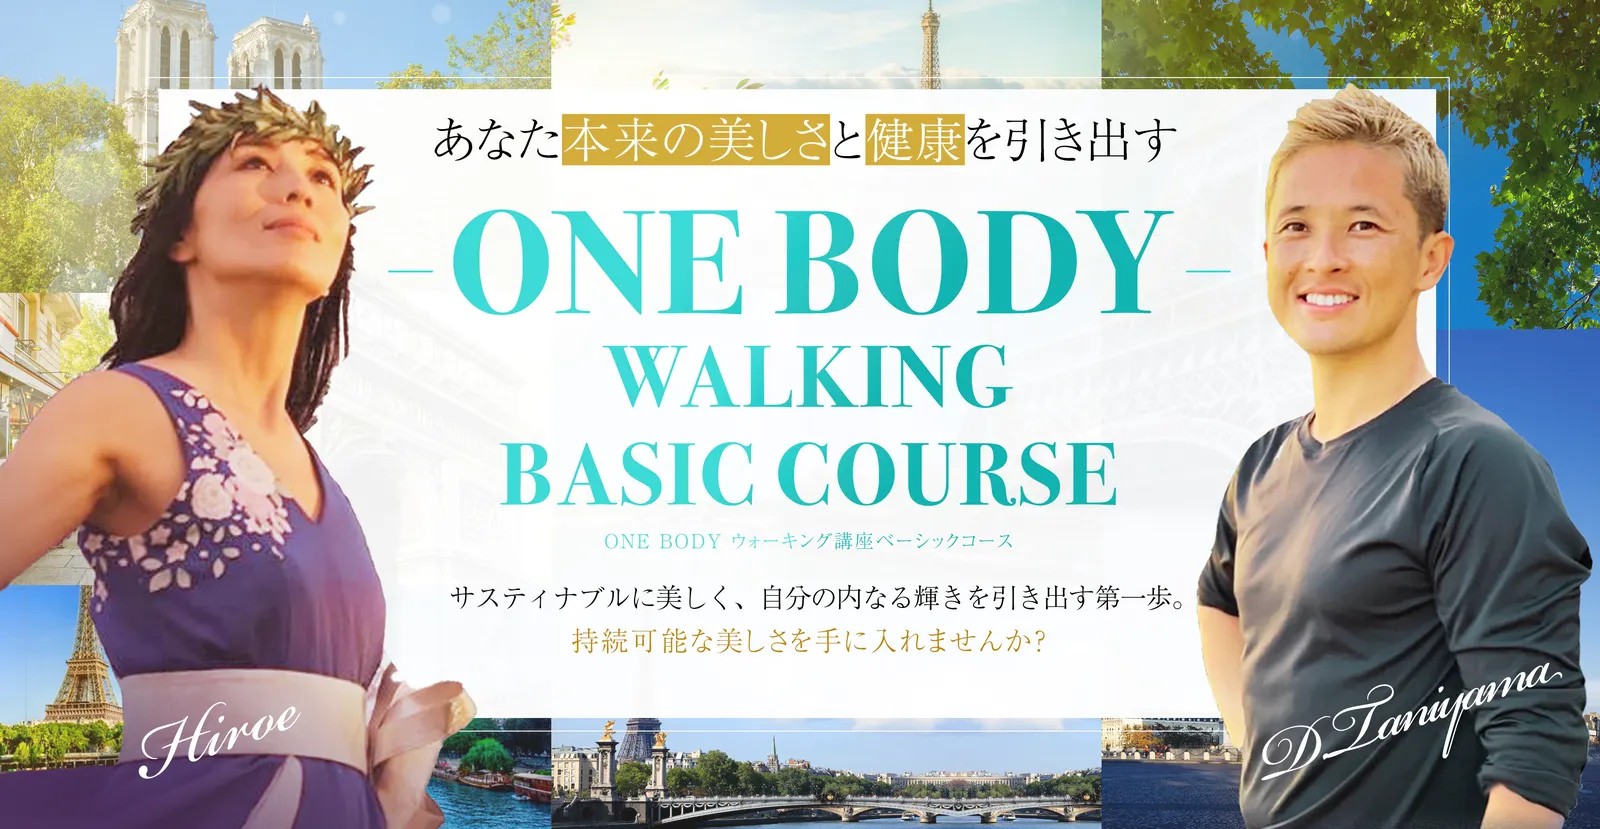 あなた本来の美しさと健康を引き出す
ONE BODY
WALKING
BASIC COURSE
ONE BODY ウォーキング講座ベーシックコース
サスティナブルに美しく、自分の内なる輝きを引き出す第一歩。
持続可能な美しさを手に入れませんか？
Hiroe
D.Taniyama